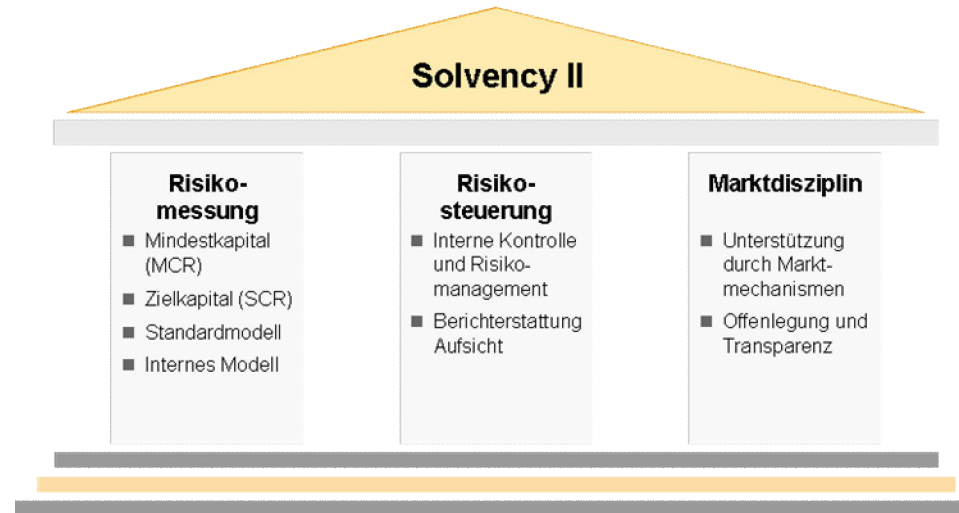 Solvency II
Risiko-
messung
■ Mindestkapital
(MCR)
■ Zielkapital (SCR)
■ Standardmodell
■ Internes Modell
Risiko-
steuerung
■ Interne Kontrolle
und Risiko-
management
■ Berichterstattung
Aufsicht
Marktdisziplin
■ Unterstützung
durch Markt-
mechanismen
■ Offenlegung und
Transparenz